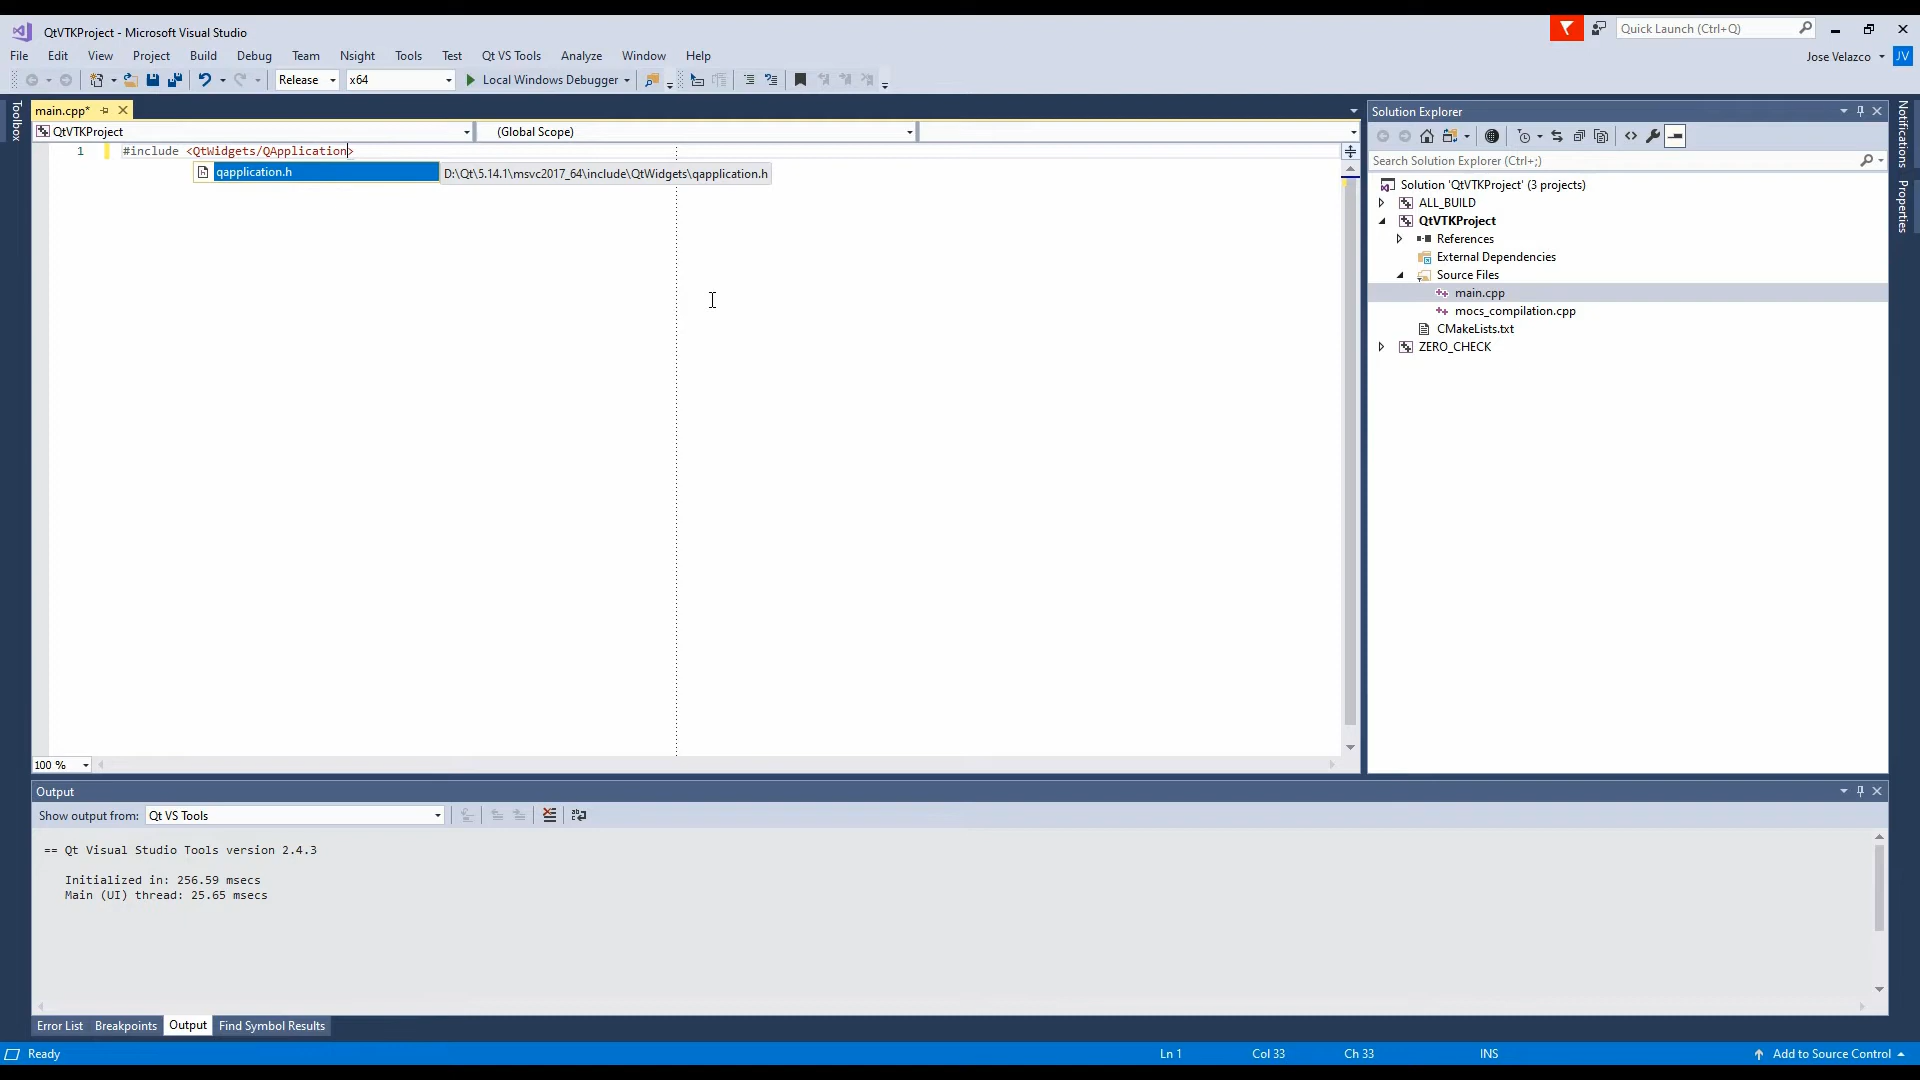 QtVTKProject - Microsoft Visual Studio
Quick Launch (Ctrl+Q)
File Edit View Project Build Debug Team Nsight Tools Test Qt VS Tools Analyze Window Help
Jose Velazco JV
Release x64 Local Windows Debugger
Toolbox
main.cpp*
QtVTKProject (Global Scope)
1 #include <QtWidgets/QApplication>
qapplication.h D:\Qt\5.14.1\msvc2017_64\include\QtWidgets\qapplication.h
100 %
Solution Explorer
Search Solution Explorer (Ctrl+;)
Solution 'QtVTKProject' (3 projects)
ALL_BUILD
QtVTKProject
References
External Dependencies
Source Files
main.cpp
mocs_compilation.cpp
CMakeLists.txt
ZERO_CHECK
Notifications
Properties
Output
Show output from: Qt VS Tools
== Qt Visual Studio Tools version 2.4.3
Initialized in: 256.59 msecs
Main (UI) thread: 25.65 msecs
Error List Breakpoints Output Find Symbol Results
Ready Ln 1 Col 33 Ch 33 INS Add to Source Control